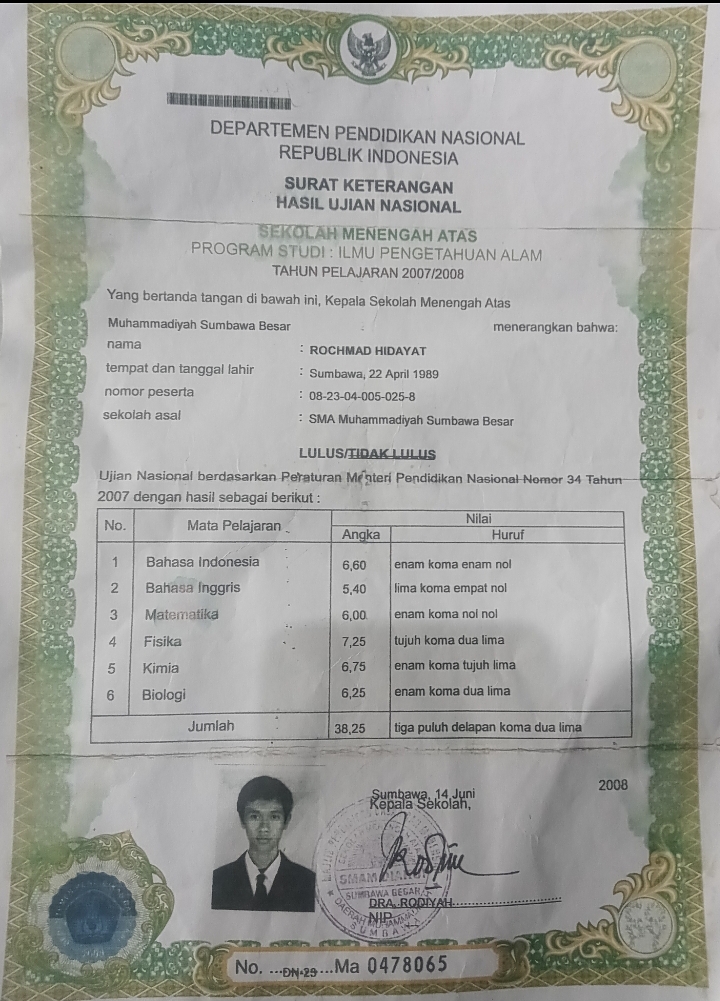 DEPARTEMEN PENDIDIKAN NASIONAL
REPUBLIK INDONESIA
SURAT KETERANGAN
HASIL UJIAN NASIONAL
SEKOLAH MENENGAH ATAS
PROGRAM STUDI : ILMU PENGETAHUAN ALAM
TAHUN PELAJARAN 2007/2008
Yang bertanda tangan di bawah ini, Kepala Sekolah Menengah Atas
Muhammadiyah Sumbawa Besar menerangkan bahwa:
nama : ROCHMAD HIDAYAT
tempat dan tanggal lahir : Sumbawa, 22 April 1989
nomor peserta : 08-23-04-005-025-8
sekolah asal : SMA Muhammadiyah Sumbawa Besar
LULUS/TIDAK LULUS
Ujian Nasional berdasarkan Peraturan Menteri Pendidikan Nasional Nomor 34 Tahun
2007 dengan hasil sebagai berikut :
No. Mata Pelajaran Nilai
Angka Huruf
1 Bahasa Indonesia 6,60 enam koma enam nol
2 Bahasa Inggris 5,40 lima koma empat nol
3 Matematika 6,00 enam koma nol nol
4 Fisika 7,25 tujuh koma dua lima
5 Kimia 6,75 enam koma tujuh lima
6 Biologi 6,25 enam koma dua lima
Jumlah 38,25 tiga puluh delapan koma dua lima
Sumbawa, 14 Juni 2008
Kepala Sekolah,
SUMBAWA BESAR
DRA. RODIYAH
NIP.
No. ...DN-23...Ma 0478065